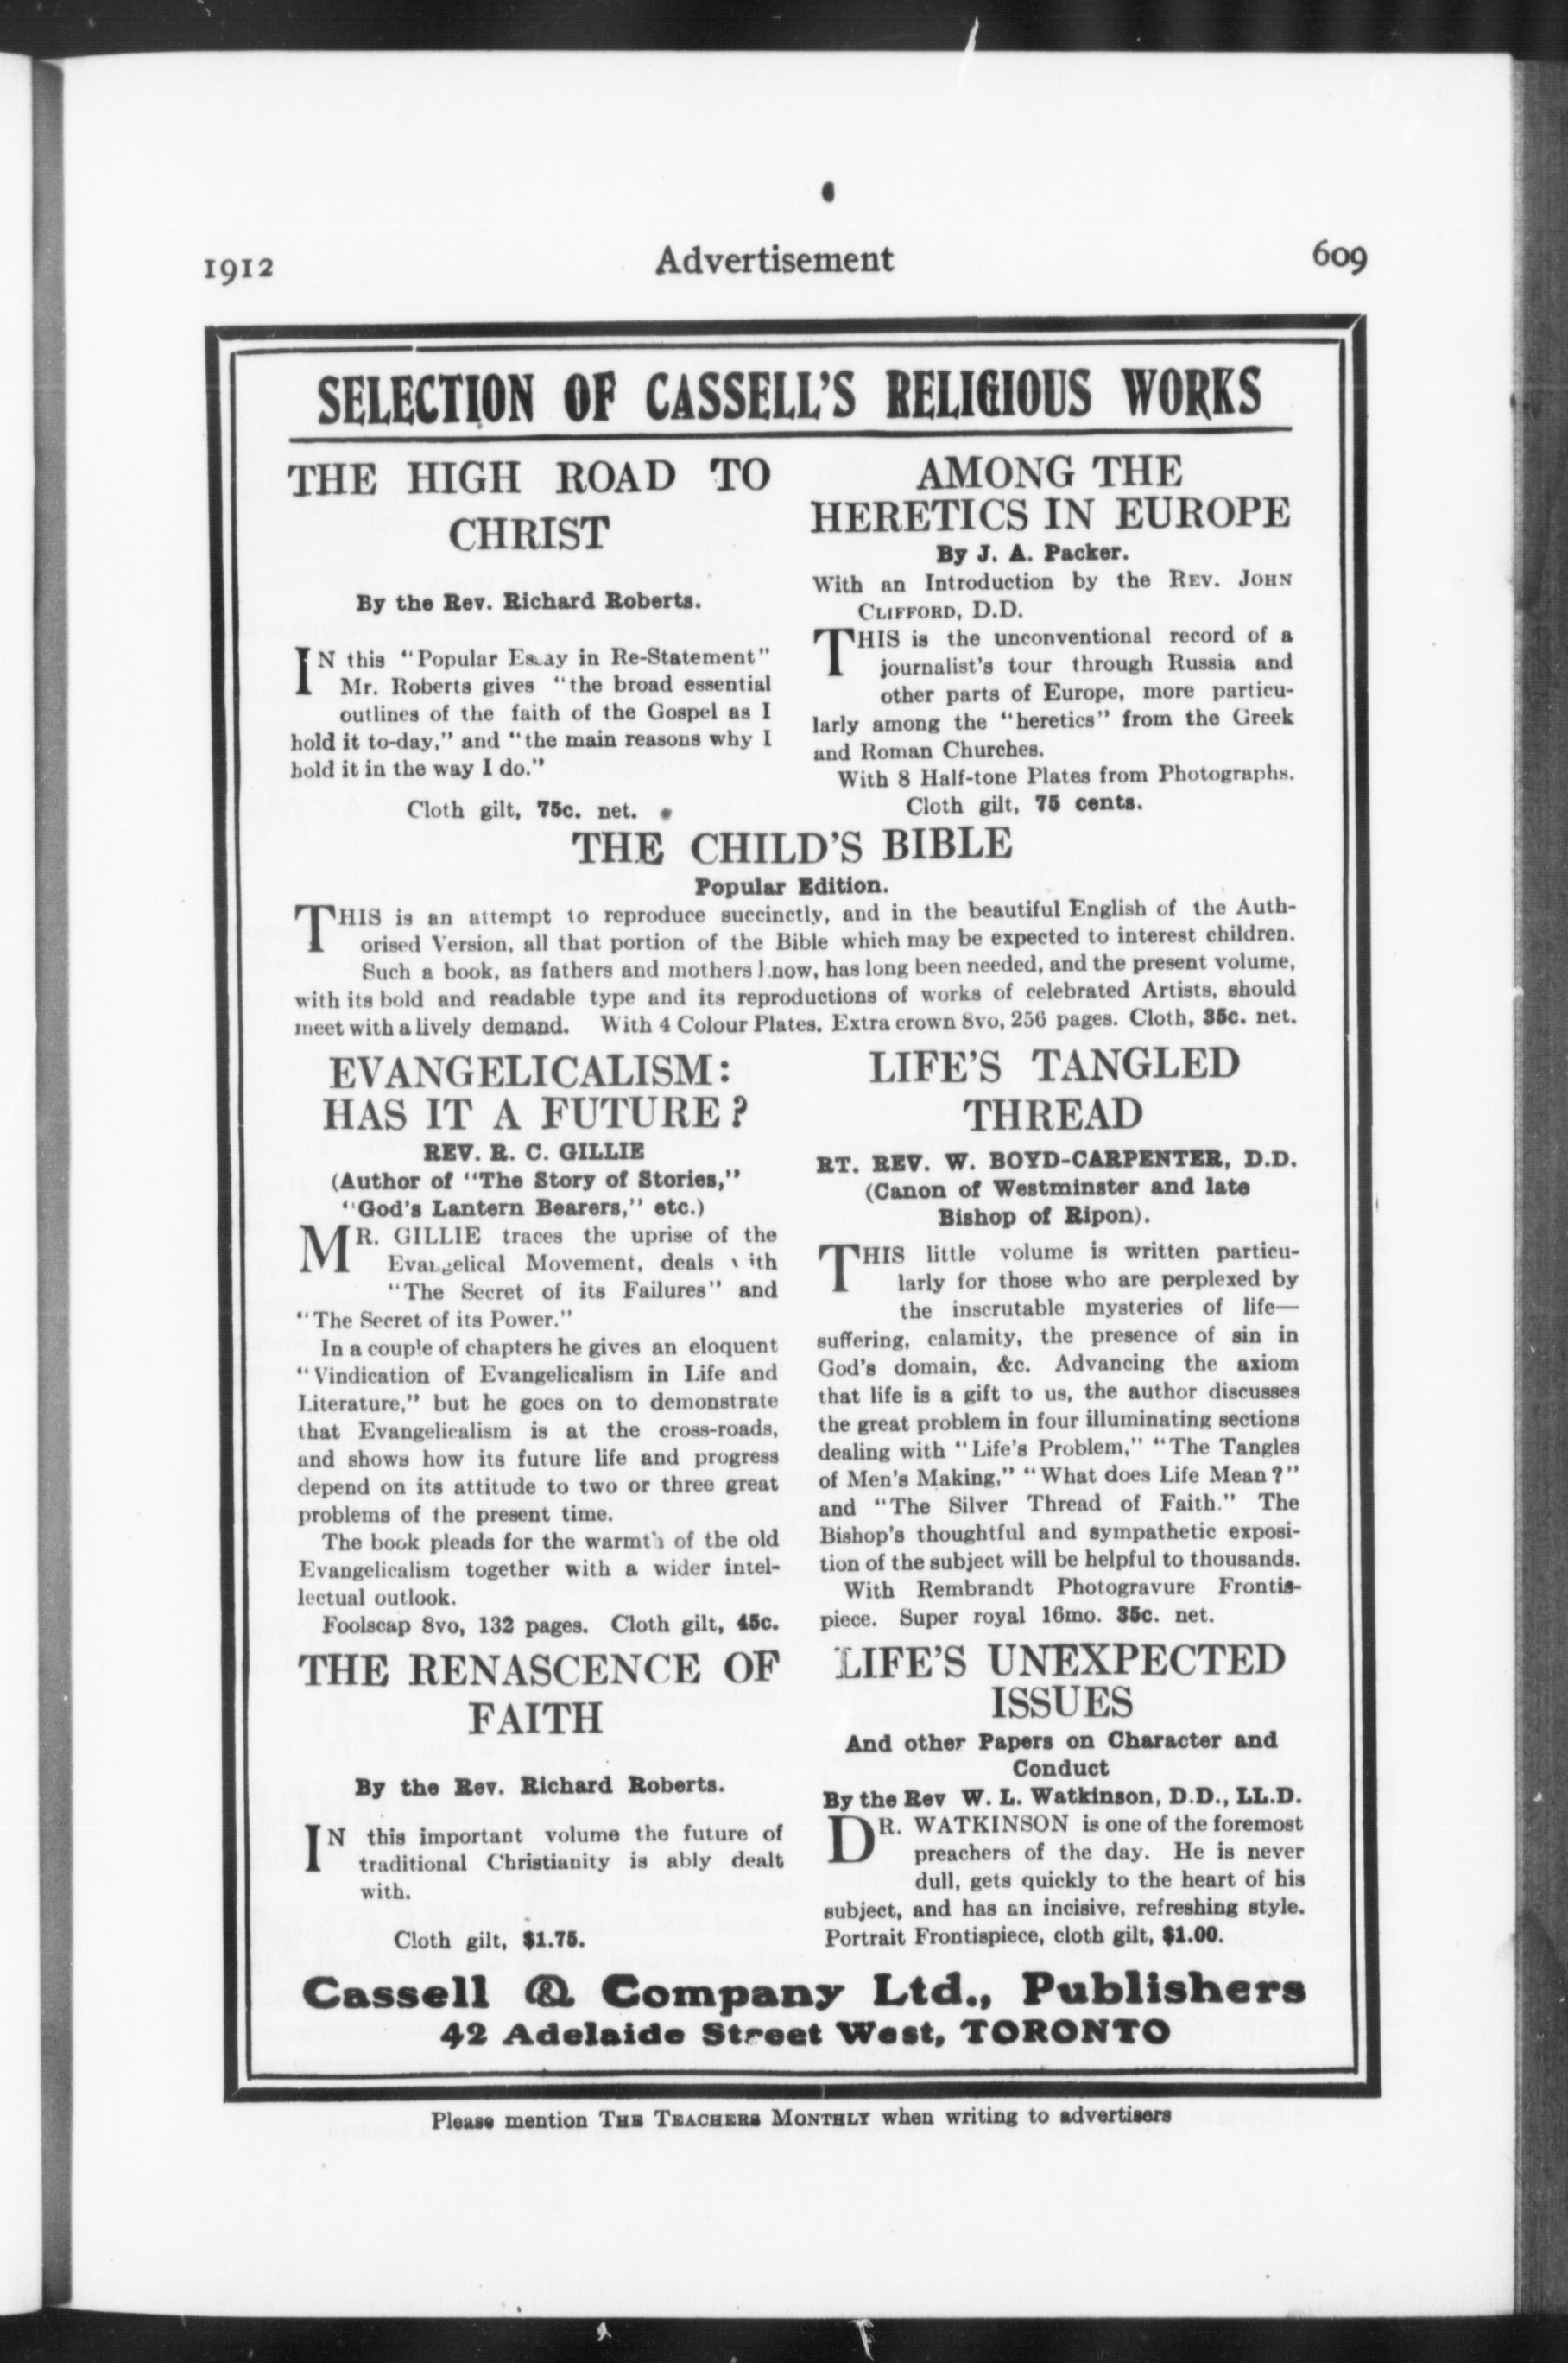 1912 Advertisement 609
SELECTION OF CASSELL'S RELIGIOUS WORKS
THE HIGH ROAD TO
CHRIST
By the Rev. Richard Roberts.
IN this "Popular Essay in Re-Statement"
Mr. Roberts gives "the broad essential
outlines of the faith of the Gospel as I
hold it to-day," and "the main reasons why I
hold it in the way I do."
Cloth gilt, 75c. net.
AMONG THE
HERETICS IN EUROPE
By J. A. Packer.
With an Introduction by the REV. JOHN
CLIFFORD, D.D.
THIS is the unconventional record of a
journalist's tour through Russia and
other parts of Europe, more particu-
larly among the "heretics" from the Greek
and Roman Churches.
With 8 Half-tone Plates from Photographs.
Cloth gilt, 75 cents.
THE CHILD'S BIBLE
Popular Edition.
THIS is an attempt to reproduce succinctly, and in the beautiful English of the Auth-
orised Version, all that portion of the Bible which may be expected to interest children.
Such a book, as fathers and mothers know, has long been needed, and the present volume,
with its bold and readable type and its reproductions of works of celebrated Artists, should
meet with a lively demand. With 4 Colour Plates. Extra crown 8vo, 256 pages. Cloth, 35c. net.
EVANGELICALISM:
HAS IT A FUTURE?
REV. R. C. GILLIE
(Author of "The Story of Stories,"
"God's Lantern Bearers," etc.)
MR. GILLIE traces the uprise of the
Evangelical Movement, deals with
"The Secret of its Failures" and
"The Secret of its Power."
In a couple of chapters he gives an eloquent
"Vindication of Evangelicalism in Life and
Literature," but he goes on to demonstrate
that Evangelicalism is at the cross-roads,
and shows how its future life and progress
depend on its attitude to two or three great
problems of the present time.
The book pleads for the warmth of the old
Evangelicalism together with a wider intel-
lectual outlook.
Foolscap 8vo, 132 pages. Cloth gilt, 45c.
LIFE'S TANGLED
THREAD
RT. REV. W. BOYD-CARPENTER, D.D.
(Canon of Westminster and late
Bishop of Ripon).
THIS little volume is written particu-
larly for those who are perplexed by
the inscrutable mysteries of life—
suffering, calamity, the presence of sin in
God's domain, &c. Advancing the axiom
that life is a gift to us, the author discusses
the great problem in four illuminating sections
dealing with "Life's Problem," "The Tangles
of Men's Making," "What does Life Mean?"
and "The Silver Thread of Faith." The
Bishop's thoughtful and sympathetic exposi-
tion of the subject will be helpful to thousands.
With Rembrandt Photogravure Frontis-
piece. Super royal 16mo. 35c. net.
THE RENASCENCE OF
FAITH
By the Rev. Richard Roberts.
IN this important volume the future of
traditional Christianity is ably dealt
with.
Cloth gilt, $1.75.
LIFE'S UNEXPECTED
ISSUES
And other Papers on Character and
Conduct
By the Rev W. L. Watkinson, D.D., LL.D.
DR. WATKINSON is one of the foremost
preachers of the day. He is never
dull, gets quickly to the heart of his
subject, and has an incisive, refreshing style.
Portrait Frontispiece, cloth gilt, $1.00.
Cassell & Company Ltd., Publishers
42 Adelaide Street West, TORONTO
Please mention THE TEACHERS MONTHLY when writing to advertisers